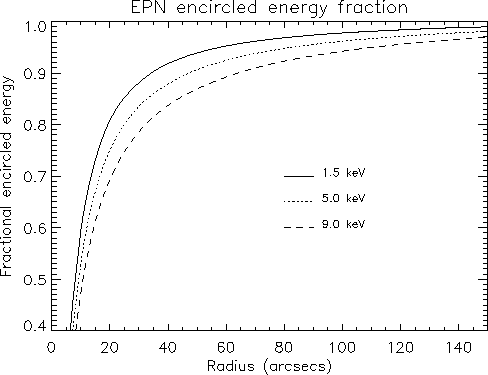 EPN encircled energy fraction
Fractional encircled energy
1.0
0.9
0.8
0.7
0.6
0.5
0.4
1.5 keV
5.0 keV
9.0 keV
0 20 40 60 80 100 120 140
Radius (arcsecs)